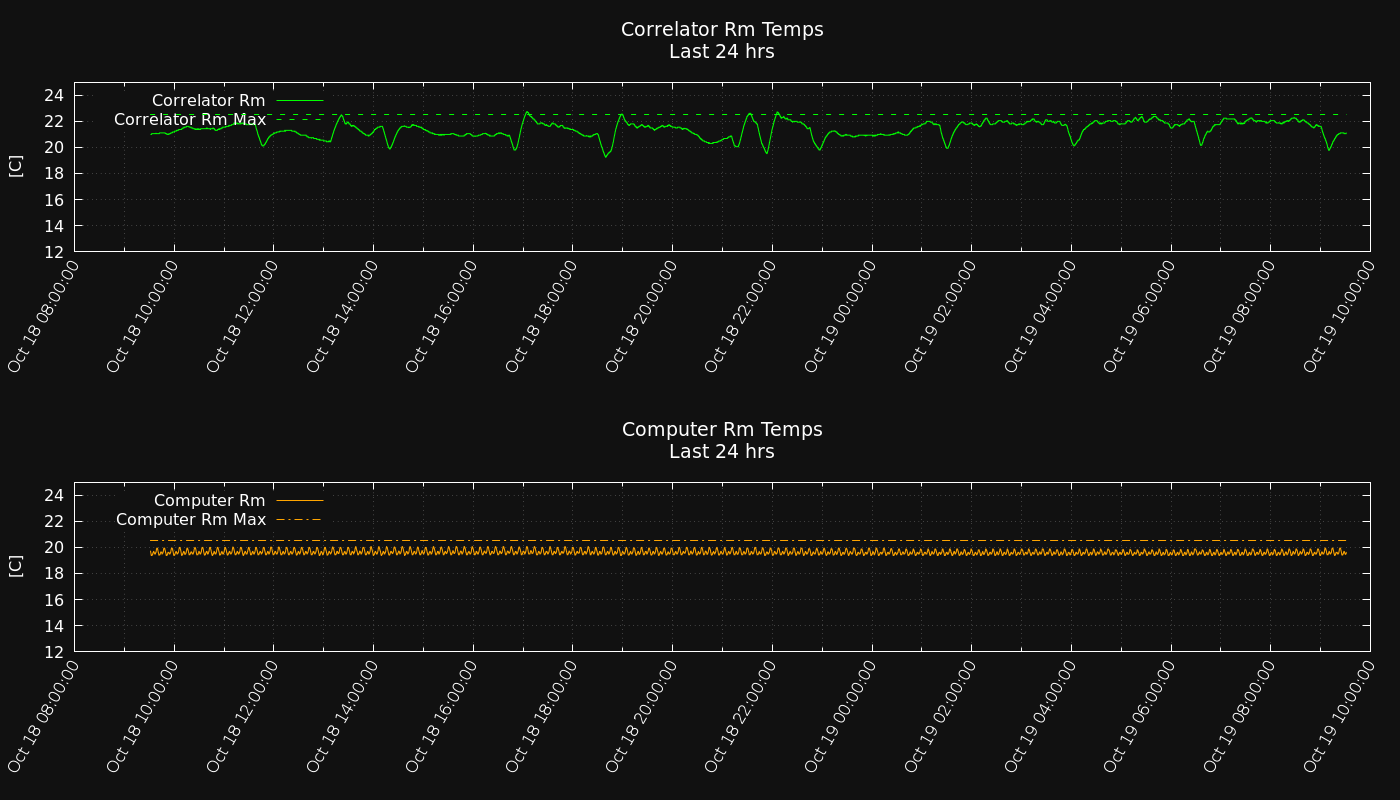 Correlator Rm Temps
Last 24 hrs
Correlator Rm
Correlator Rm Max
[C]
24
22
20
18
16
14
12
Oct 18 08:00:00
Oct 18 10:00:00
Oct 18 12:00:00
Oct 18 14:00:00
Oct 18 16:00:00
Oct 18 18:00:00
Oct 18 20:00:00
Oct 18 22:00:00
Oct 19 00:00:00
Oct 19 02:00:00
Oct 19 04:00:00
Oct 19 06:00:00
Oct 19 08:00:00
Oct 19 10:00:00
Computer Rm Temps
Last 24 hrs
Computer Rm
Computer Rm Max
[C]
24
22
20
18
16
14
12
Oct 18 08:00:00
Oct 18 10:00:00
Oct 18 12:00:00
Oct 18 14:00:00
Oct 18 16:00:00
Oct 18 18:00:00
Oct 18 20:00:00
Oct 18 22:00:00
Oct 19 00:00:00
Oct 19 02:00:00
Oct 19 04:00:00
Oct 19 06:00:00
Oct 19 08:00:00
Oct 19 10:00:00